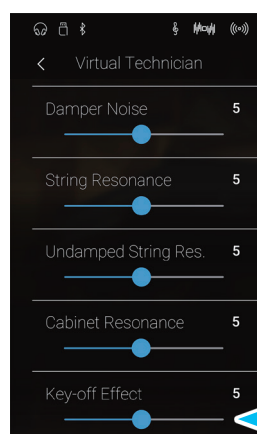 Virtual Technician
Damper Noise 5
String Resonance 5
Undamped String Res. 5
Cabinet Resonance 5
Key-off Effect 5